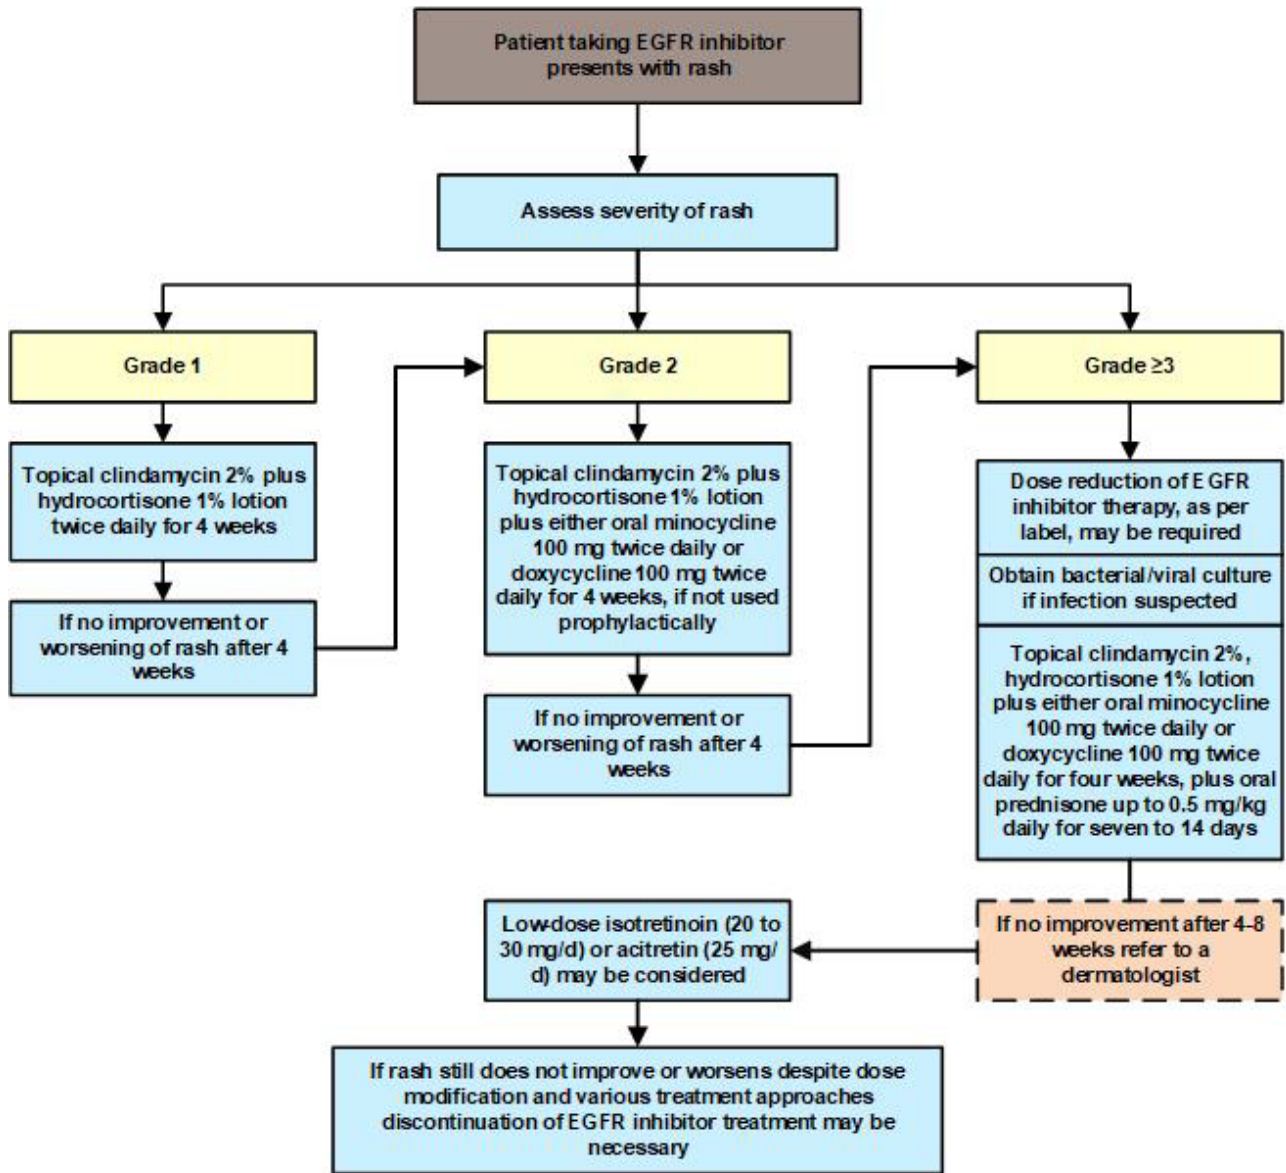 Patient taking EGFR inhibitor
presents with rash
Assess severity of rash
Grade 1
Topical clindamycin 2% plus
hydrocortisone 1% lotion
twice daily for 4 weeks
If no improvement or
worsening of rash after 4
weeks
Grade 2
Topical clindamycin 2% plus
hydrocortisone 1% lotion
plus either oral minocycline
100 mg twice daily or
doxycycline 100 mg twice
daily for 4 weeks, if not used
prophylactically
If no improvement or
worsening of rash after 4
weeks
Grade ≥3
Dose reduction of EGFR
inhibitor therapy, as per
label, may be required
Obtain bacterial/viral culture
if infection suspected
Topical clindamycin 2%,
hydrocortisone 1% lotion
plus either oral minocycline
100 mg twice daily or
doxycycline 100 mg twice
daily for four weeks, plus oral
prednisone up to 0.5 mg/kg
daily for seven to 14 days
If no improvement after 4-8
weeks refer to a
dermatologist
Low-dose isotretinoin (20 to
30 mg/d) or acitretin (25 mg/
d) may be considered
If rash still does not improve or worsens despite dose
modification and various treatment approaches
discontinuation of EGFR inhibitor treatment may be
necessary